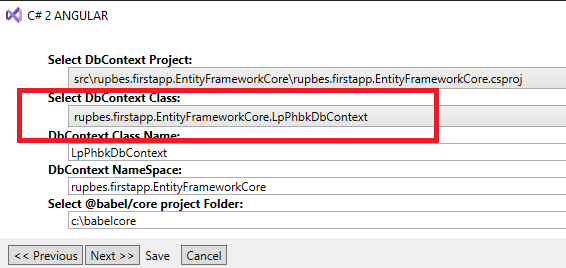 C# 2 ANGULAR
Select DbContext Project:
src\rupbes.firstapp.EntityFrameworkCore\rupbes.firstapp.EntityFrameworkCore.csproj
Select DbContext Class:
rupbes.firstapp.EntityFrameworkCore.LpPhbkDbContext
DbContext Class Name:
LpPhbkDbContext
DbContext NameSpace:
rupbes.firstapp.EntityFrameworkCore
Select @babel/core project Folder:
c:\babelcore
<< Previous Next >> Save Cancel